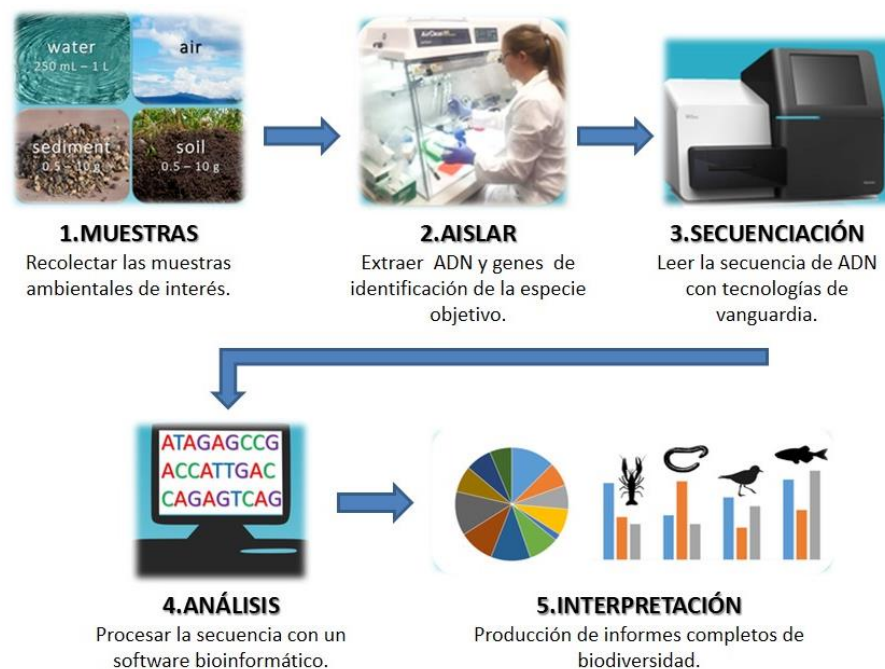 water
250 mL – 1 L
air
sediment
0.5 – 10 g
soil
0.5 – 10 g
1.MUESTRAS
Recolectar las muestras
ambientales de interés.
2.AISLAR
Extraer ADN y genes de
identificación de la especie
objetivo.
3.SECUENCIACIÓN
Leer la secuencia de ADN
con tecnologías de
vanguardia.
ATAGAGCCG
ACCATTGAC
CAGAGTCAG
4.ANÁLISIS
Procesar la secuencia con un
software bioinformático.
5.INTERPRETACIÓN
Producción de informes completos de
biodiversidad.